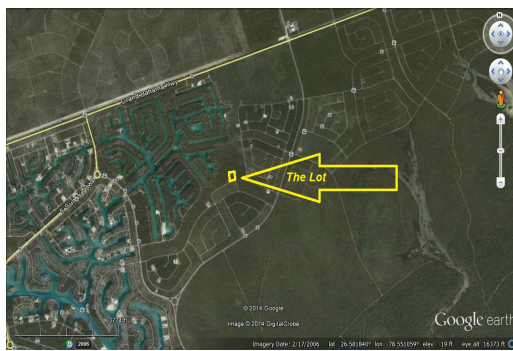 N
The Lot
© 2014 Google
Image © 2014 DigitalGlobe
Google earth
2006
Imagery Date: 2/17/2006 lat 26.581840° lon -78.551059° elev 19 ft eye alt 16373 ft